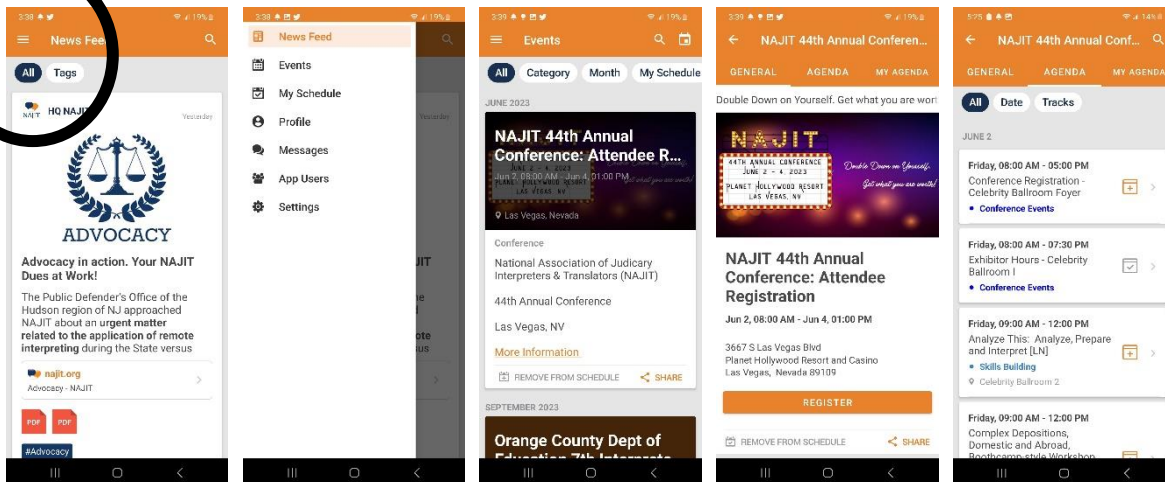 3:38 19%
News Feed
All Tags
NAJIT HQ NAJIT
Yesterday
ADVOCACY
Advocacy in action. Your NAJIT
Dues at Work!
The Public Defender's Office of the
Hudson region of NJ approached
NAJIT about an urgent matter
related to the application of remote
interpreting during the State versus
najit.org
Advocacy - NAJIT
PDF PDF
#Advocacy
3:38 19%
News Feed
Events
My Schedule
Profile
Messages
App Users
Settings
Yesterday
3:39 19%
Events
All Category Month My Schedule
JUNE 2023
NAJIT 44th Annual
Conference: Attendee R...
Jun 2, 08:00 AM - Jun 4, 01:00 PM
Las Vegas, Nevada
Conference
National Association of Judicary
Interpreters & Translators (NAJIT)
44th Annual Conference
Las Vegas, NV
More Information
REMOVE FROM SCHEDULE SHARE
SEPTEMBER 2023
Orange County Dept of
Education 7th Interprete
3:39 19%
NAJIT 44th Annual Conferen...
GENERAL AGENDA MY AGENDA
Double Down on Yourself. Get what you are wort
NAJIT
44TH ANNUAL CONFERENCE
JUNE 2 - 4, 2023
PLANET HOLLYWOOD RESORT
LAS VEGAS, NV
Double Down on Yourself.
Get what you are worth!
NAJIT 44th Annual
Conference: Attendee
Registration
Jun 2, 08:00 AM - Jun 4, 01:00 PM
3667 S Las Vegas Blvd
Planet Hollywood Resort and Casino
Las Vegas, Nevada 89109
REGISTER
REMOVE FROM SCHEDULE SHARE
5:25 14%
NAJIT 44th Annual Conf...
GENERAL AGENDA MY AGENDA
All Date Tracks
JUNE 2
Friday, 08:00 AM - 05:00 PM
Conference Registration -
Celebrity Ballroom Foyer
Conference Events
Friday, 08:00 AM - 07:30 PM
Exhibitor Hours - Celebrity
Ballroom I
Conference Events
Friday, 09:00 AM - 12:00 PM
Analyze This: Analyze, Prepare
and Interpret [LN]
Skills Building
Celebrity Ballroom 2
Friday, 09:00 AM - 12:00 PM
Complex Depositions,
Domestic and Abroad,
Boothcamp-style Workshop